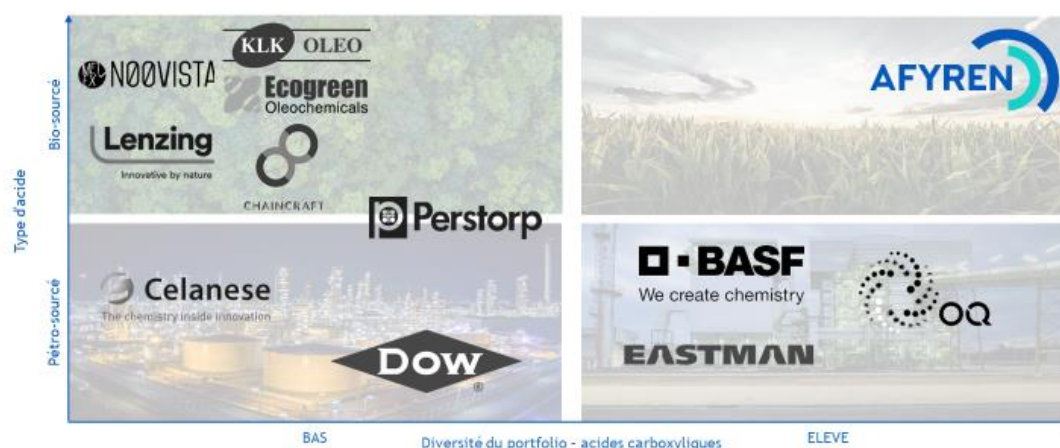 KLK OLEO
NOOVISTA
Ecogreen
Oleochemicals
AFYREN
Lenzing
Innovative by nature
CHAINCRAFT
Perstorp
Bio-sourcé
Type d'acide
Pétro-sourcé
Celanese
The chemistry inside innovation
DOW
®
BASF
We create chemistry
OQ
EASTMAN
BAS
Diversité du portfolio - acides carboxyliques
ELEVE